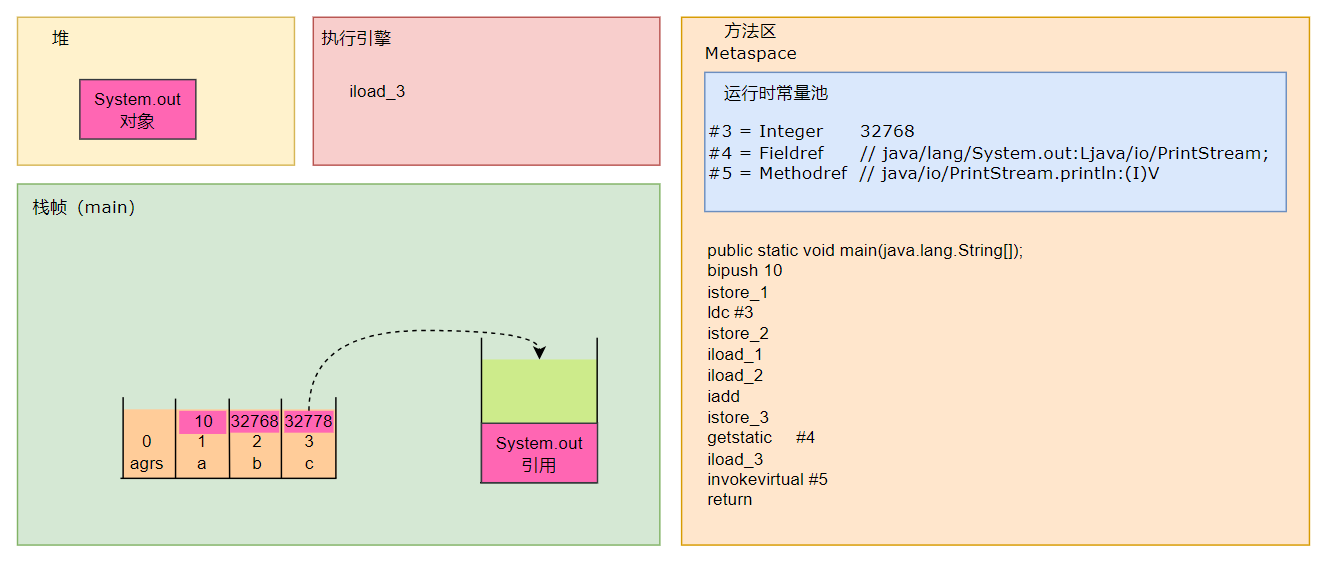 堆
System.out
对象
执行引擎
iload_3
栈帧（main）
10
32768
32778
0
1
2
3
agrs
a
b
c
System.out
引用
方法区
Metaspace
运行时常量池
#3 = Integer 32768
#4 = Fieldref // java/lang/System.out:Ljava/io/PrintStream;
#5 = Methodref // java/io/PrintStream.println:(I)V
public static void main(java.lang.String[]);
bipush 10
istore_1
ldc #3
istore_2
iload_1
iload_2
iadd
istore_3
getstatic #4
iload_3
invokevirtual #5
return